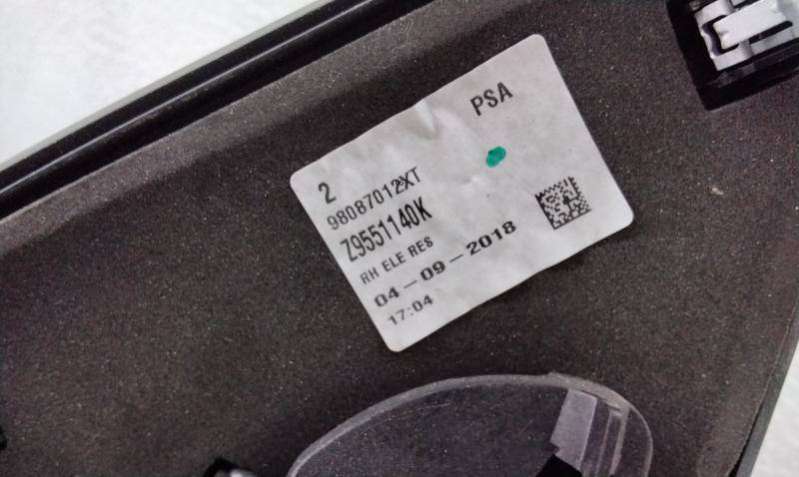 PSA
2
98087012XT
Z9551140K
RH ELE RES
04-09-2018
17:04